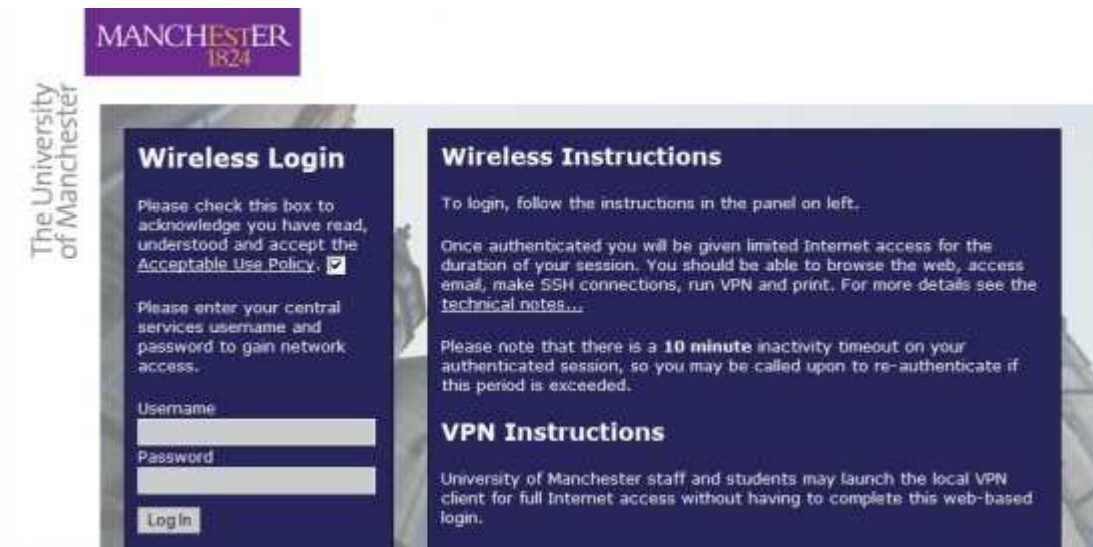 MANCHESTER
1824
The University
of Manchester
Wireless Login
Please check this box to
acknowledge you have read,
understood and accept the
Acceptable Use Policy.
Please enter your central
services username and
password to gain network
access.
Username
Password
Log In
Wireless Instructions
To login, follow the instructions in the panel on left.
Once authenticated you will be given limited Internet access for the
duration of your session. You should be able to browse the web, access
email, make SSH connections, run VPN and print. For more details see the
technical notes...
Please note that there is a 10 minute inactivity timeout on your
authenticated session, so you may be called upon to re-authenticate if
this period is exceeded.
VPN Instructions
University of Manchester staff and students may launch the local VPN
client for full Internet access without having to complete this web-based
login.